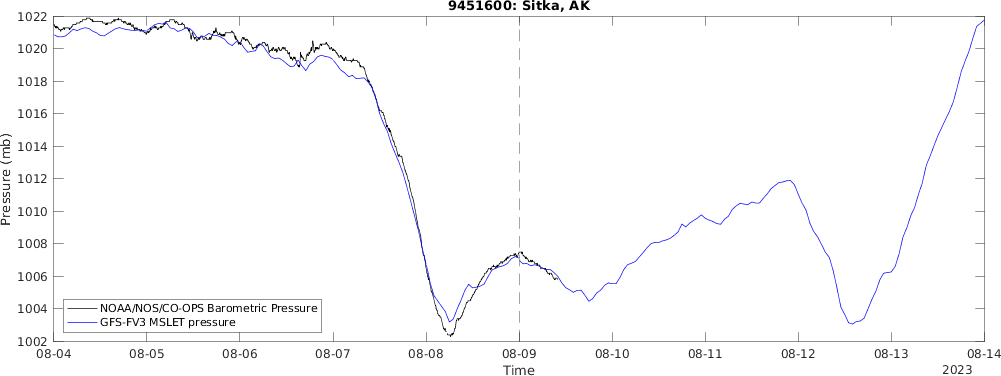 9451600: Sitka, AK
Pressure (mb)
1022
1020
1018
1016
1014
1012
1010
1008
1006
1004
1002
NOAA/NOS/CO-OPS Barometric Pressure
GFS-FV3 MSLET pressure
08-04 08-05 08-06 08-07 08-08 08-09 08-10 08-11 08-12 08-13 08-14
Time
2023